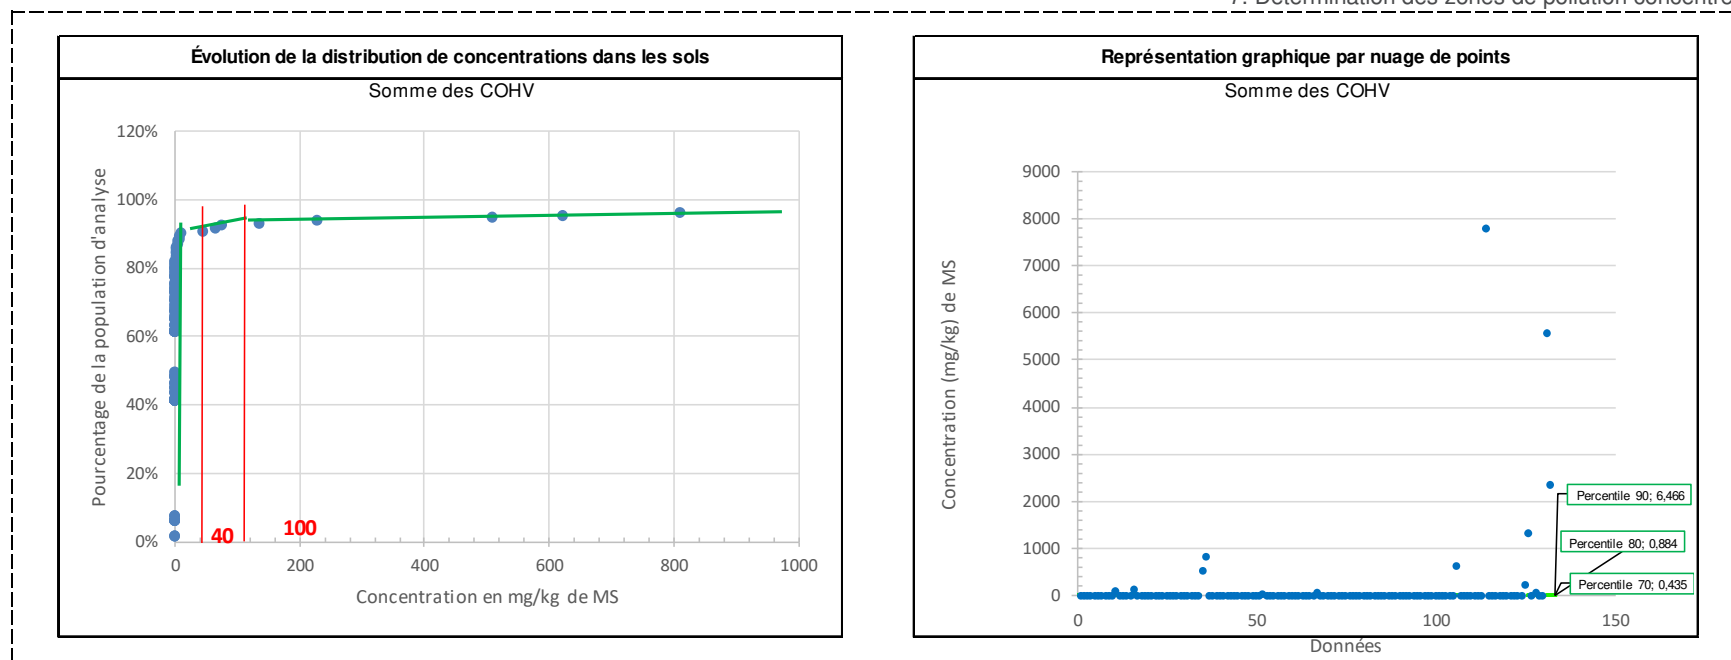 7. Détermination des zones de pollution concentré
Évolution de la distribution de concentrations dans les sols
Somme des COHV
120%
100%
80%
60%
40%
20%
0%
Pourcentage de la population d'analyse
40
100
0 200 400 600 800 1000
Concentration en mg/kg de MS
Représentation graphique par nuage de points
Somme des COHV
9000
8000
7000
6000
5000
4000
3000
2000
1000
0
Concentration (mg/kg) de MS
Percentile 90; 6,466
Percentile 80; 0,884
Percentile 70; 0,435
0 50 100 150
Données